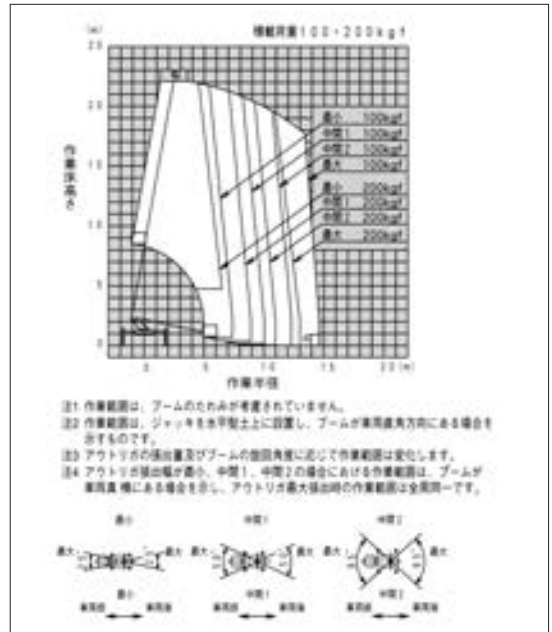 (m)
積載荷重100・200kgf
25
20
15
10
5
0
作業床高さ
最小 100kgf
中間1 100kgf
中間2 100kgf
最大 100kgf
最小 200kgf
中間1 200kgf
中間2 200kgf
最大 200kgf
0 5 10 15 20(m)
作業半径
注1 作業範囲は、ブームのたわみが考慮されていません。
注2 作業範囲は、ジャッキを水平堅土上に設置し、ブームが車両直角方向にある場合を
示すものです。
注3 アウトリガの張出量及びブームの旋回角度に応じて作業範囲は変化します。
注4 アウトリガ張出幅が最小、中間1、中間2の場合における作業範囲は、ブームが
車両真横にある場合を示し、アウトリガ最大張出時の作業範囲は全周同一です。
最小 中間1 中間2
最大 最大 最大 最大 最大 最大
最小 中間1 中間2
車両前 車両後 車両前 車両後 車両前 車両後